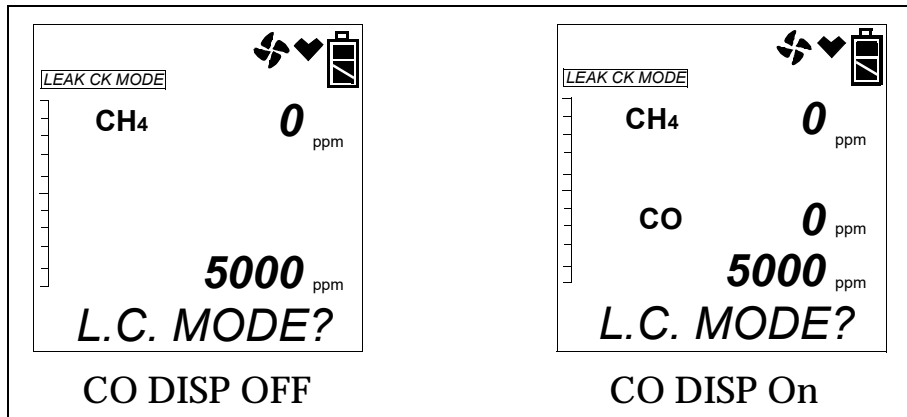 LEAK CK MODE
CH4 0 ppm
5000 ppm
L.C. MODE?
CO DISP OFF
LEAK CK MODE
CH4 0 ppm
CO 0 ppm
5000 ppm
L.C. MODE?
CO DISP On